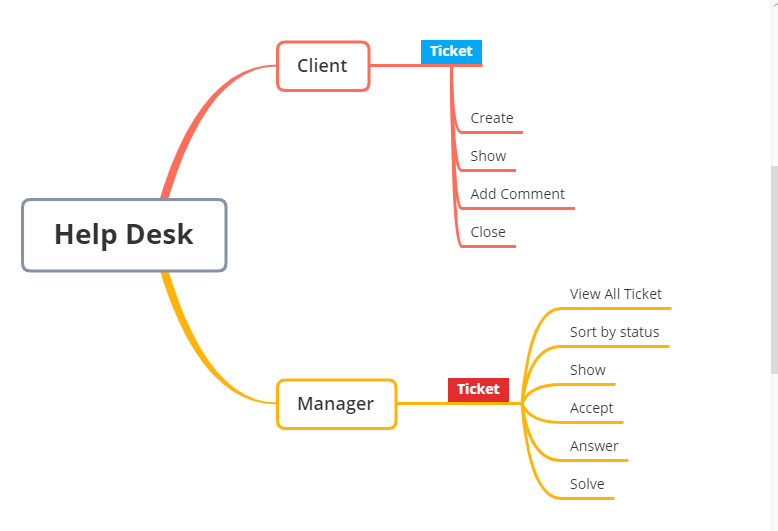 Help Desk
Client
Ticket
Create
Show
Add Comment
Close
Manager
Ticket
View All Ticket
Sort by status
Show
Accept
Answer
Solve